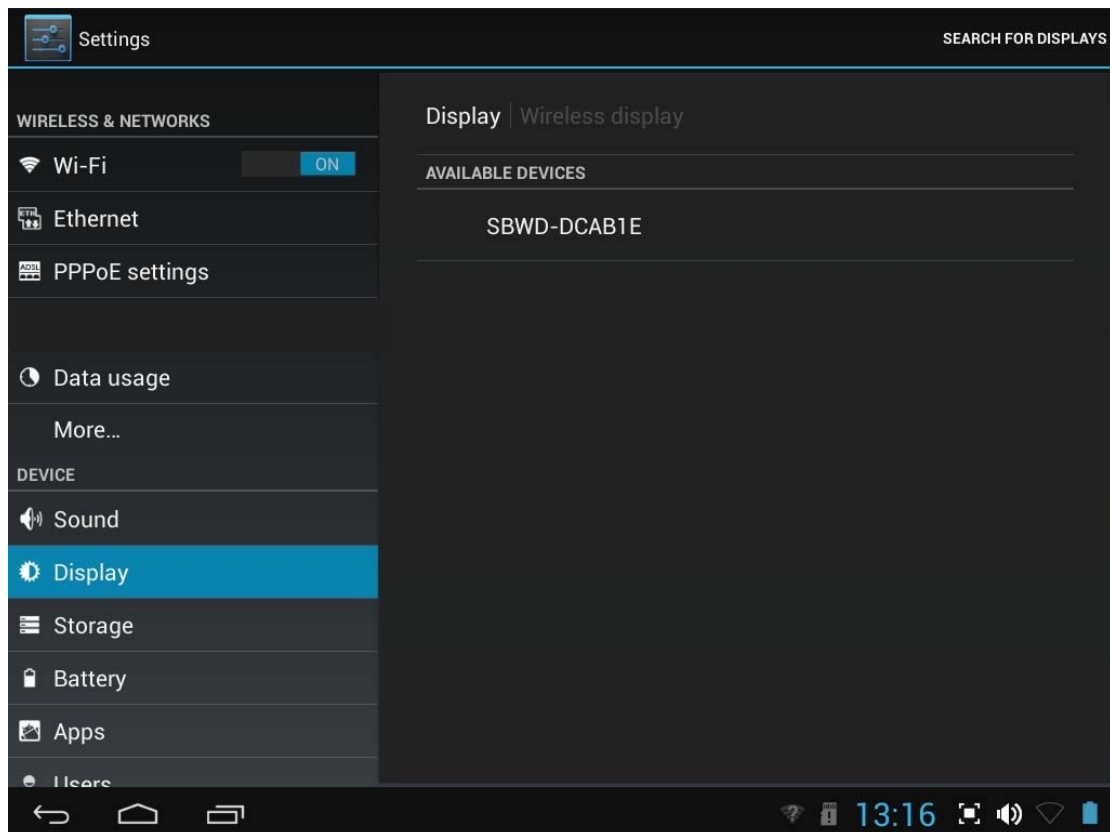 Settings
SEARCH FOR DISPLAYS
WIRELESS & NETWORKS
Wi-Fi
ON
Ethernet
PPPoE settings
Data usage
More...
DEVICE
Sound
Display
Storage
Battery
Apps
Users
Display | Wireless display
AVAILABLE DEVICES
SBWD-DCAB1E
13:16